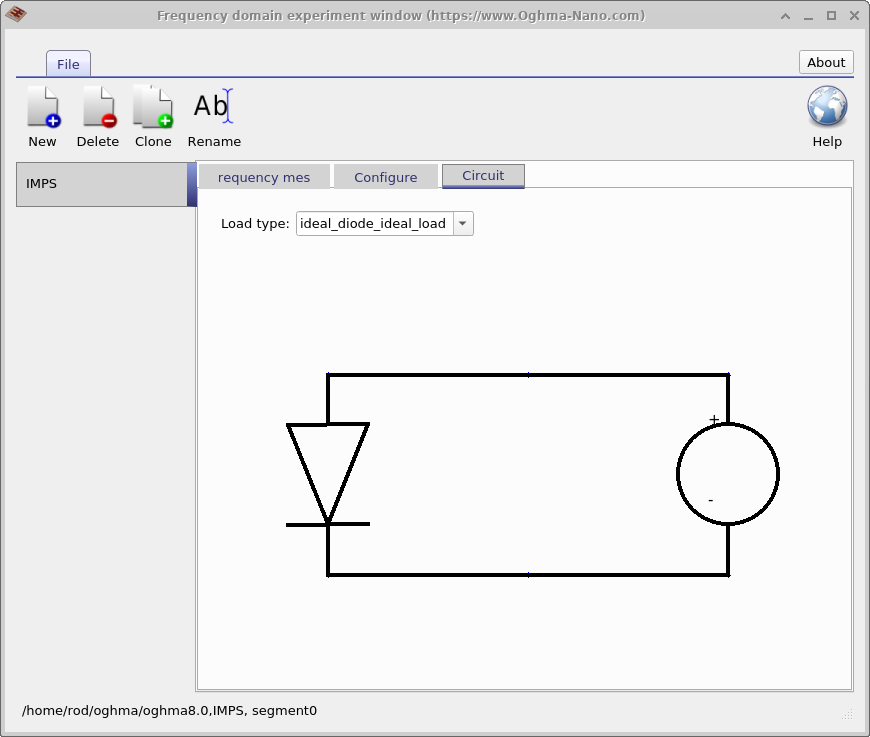 Frequency domain experiment window (https://www.Oghma-Nano.com)
File
About
New
Delete
Clone
Ab
Rename
Help
IMPS
requency mes
Configure
Circuit
Load type: ideal_diode_ideal_load
+
-
/home/rod/oghma/oghma8.0,IMPS, segment0